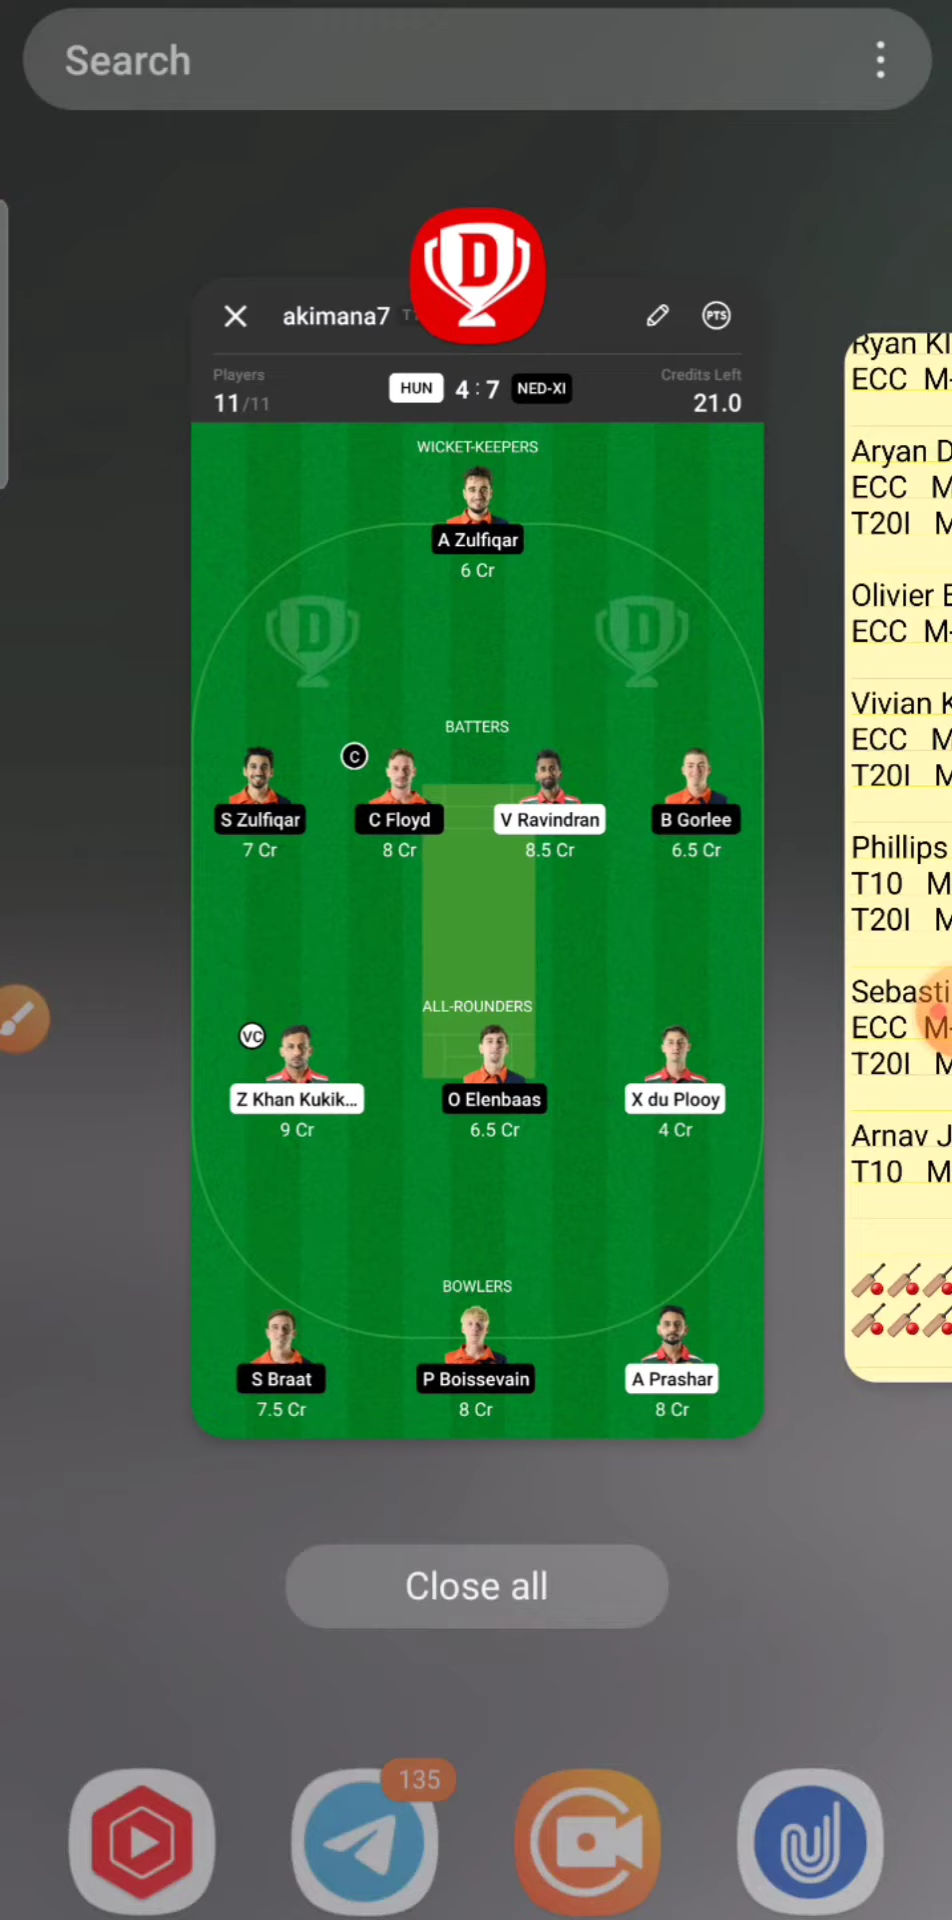 Search
D
akimana7
PTS
Players
11/11
HUN 4 : 7 NED-XI
Credits Left
21.0
WICKET-KEEPERS
A Zulfiqar
6 Cr
D D
BATTERS
C
S Zulfiqar C Floyd V Ravindran B Gorlee
7 Cr 8 Cr 8.5 Cr 6.5 Cr
ALL-ROUNDERS
VC
Z Khan Kukik... O Elenbaas X du Plooy
9 Cr 6.5 Cr 4 Cr
BOWLERS
S Braat P Boissevain A Prashar
7.5 Cr 8 Cr 8 Cr
Ryan Kl
ECC M-
Aryan D
ECC M
T20I M
Olivier E
ECC M-
Vivian K
ECC M
T20I M
Phillips
T10 M
T20I M
Sebasti
ECC M-
T20I M
Arnav J
T10 M
Close all
135